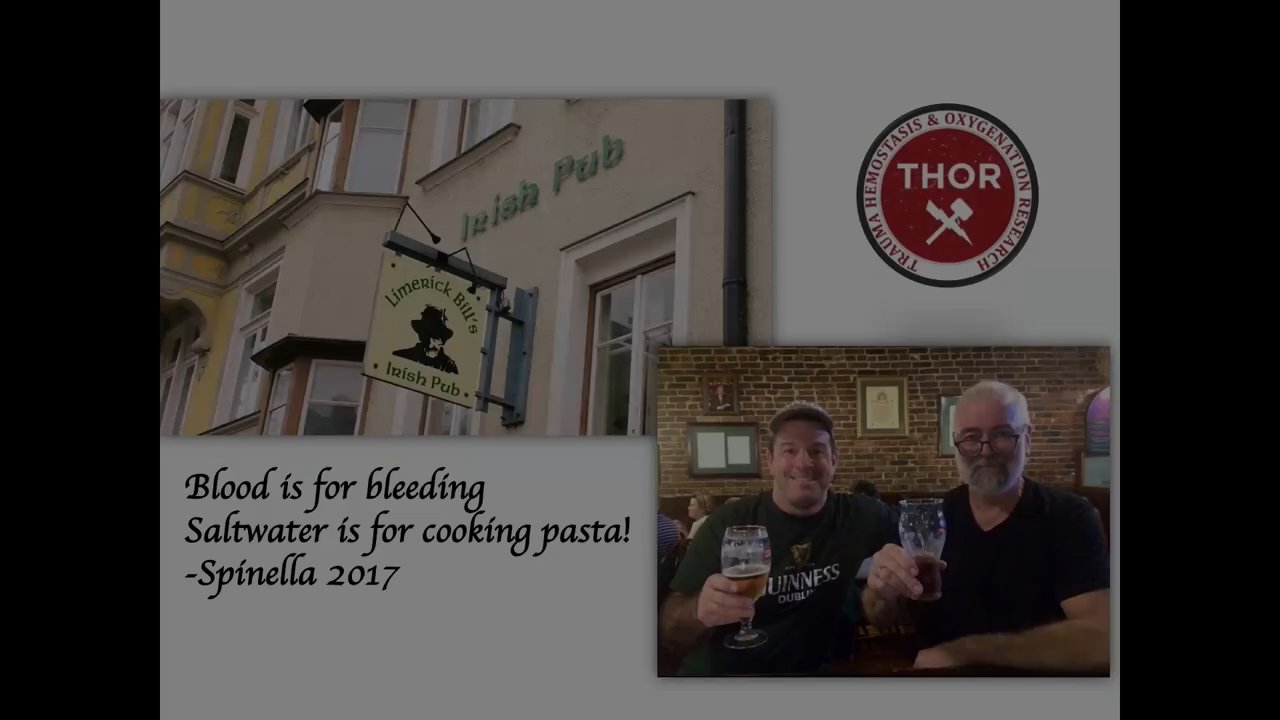 Irish Pub
Limerick Bill's
• Irish Pub •
TRAUMA HEMOSTASIS & OXYGENATION RESEARCH
THOR
Blood is for bleeding
Saltwater is for cooking pasta!
-Spinella 2017
GUINNESS
DUBLIN